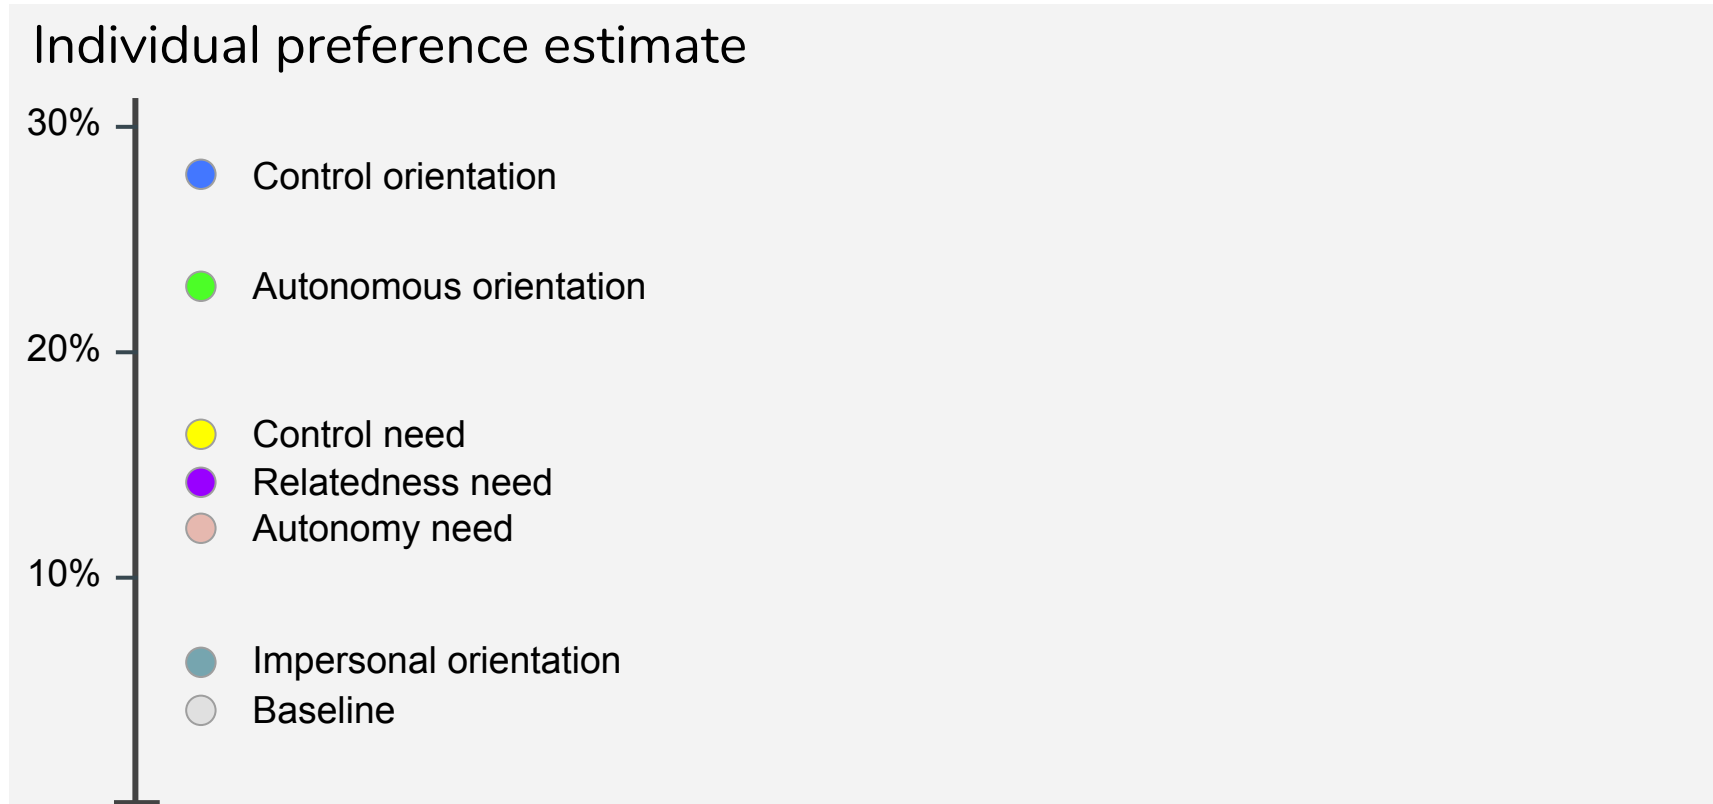 Individual preference estimate
30%
Control orientation
Autonomous orientation
20%
Control need
Relatedness need
Autonomy need
10%
Impersonal orientation
Baseline